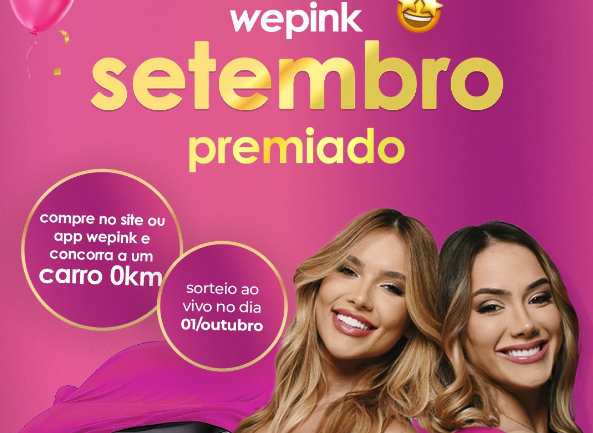 wepink
setembro
premiado
compre no site ou
app wepink e
concorra a um
carro 0km
sorteio ao
vivo no dia
01/outubro